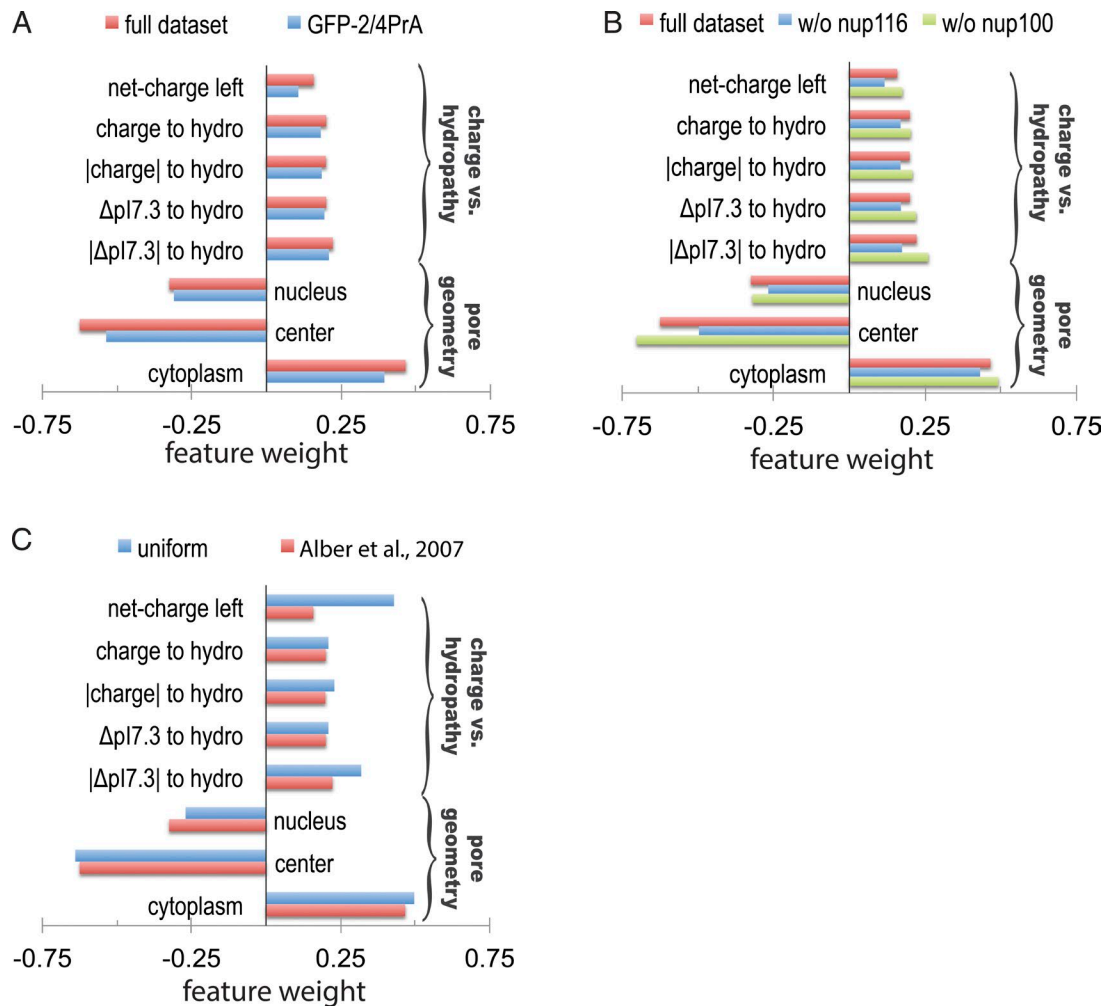 A
full dataset GFP-2/4PrA
net-charge left
charge to hydro
|charge| to hydro
ΔpI7.3 to hydro
|ΔpI7.3| to hydro
nucleus
center
cytoplasm
charge vs.
hydropathy
pore
geometry
-0.75 -0.25 0.25 0.75
feature weight
B
full dataset w/o nup116 w/o nup100
net-charge left
charge to hydro
|charge| to hydro
ΔpI7.3 to hydro
|ΔpI7.3| to hydro
nucleus
center
cytoplasm
charge vs.
hydropathy
pore
geometry
-0.75 -0.25 0.25 0.75
feature weight
C
uniform Alber et al., 2007
net-charge left
charge to hydro
|charge| to hydro
ΔpI7.3 to hydro
|ΔpI7.3| to hydro
nucleus
center
cytoplasm
charge vs.
hydropathy
pore
geometry
-0.75 -0.25 0.25 0.75
feature weight